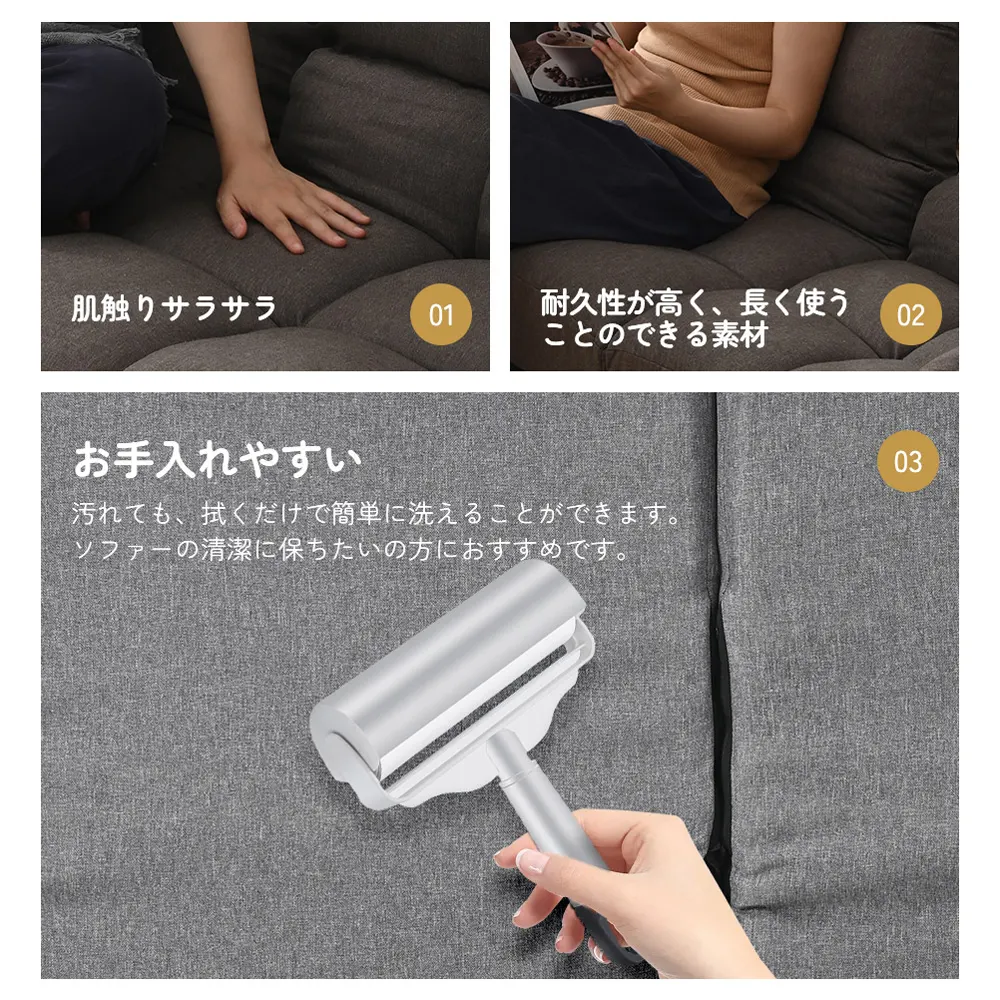 肌触りサラサラ
01
耐久性が高く、長く使う
ことのできる素材
02
お手入れやすい
03
汚れても、拭くだけで簡単に洗えることができます。
ソファーの清潔に保ちたいの方におすすめです。